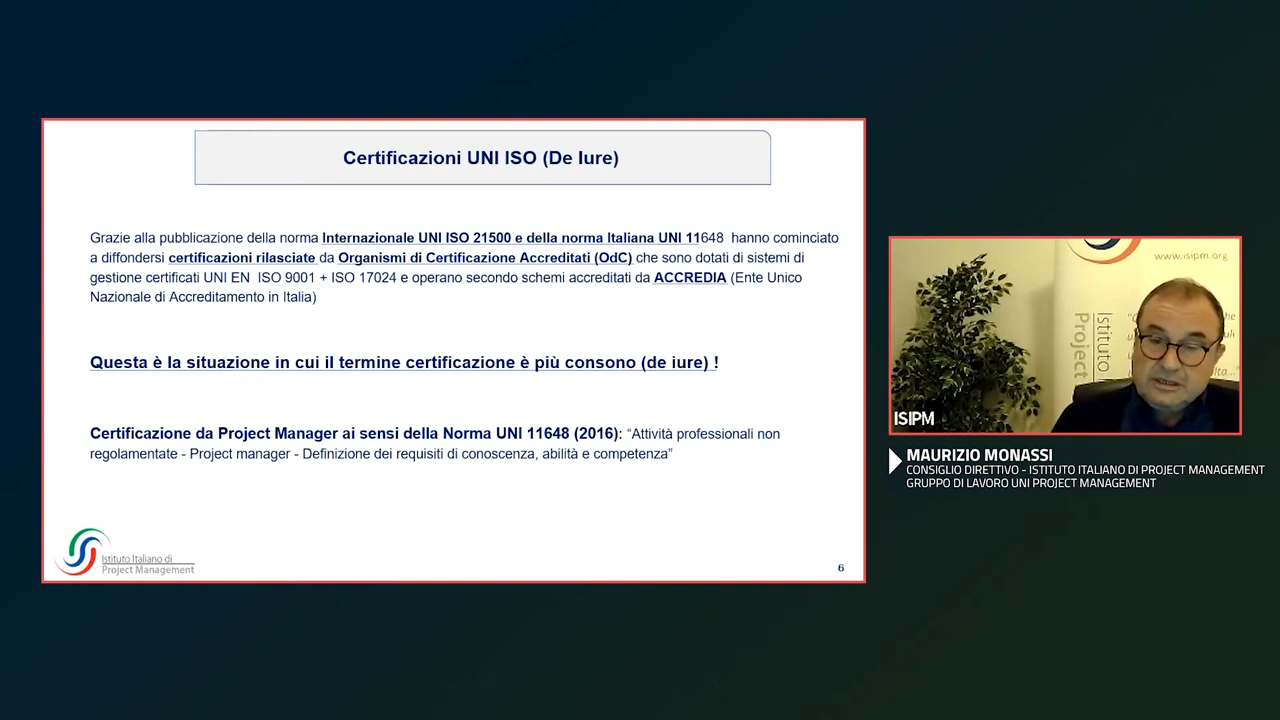 Certificazioni UNI ISO (De Iure)
Grazie alla pubblicazione della norma Internazionale UNI ISO 21500 e della norma Italiana UNI 11648 hanno cominciato
a diffondersi certificazioni rilasciate da Organismi di Certificazione Accreditati (OdC) che sono dotati di sistemi di
gestione certificati UNI EN ISO 9001 + ISO 17024 e operano secondo schemi accreditati da ACCREDIA (Ente Unico
Nazionale di Accreditamento in Italia)
Questa è la situazione in cui il termine certificazione è più consono (de iure) !
Certificazione da Project Manager ai sensi della Norma UNI 11648 (2016): “Attività professionali non
regolamentate - Project manager - Definizione dei requisiti di conoscenza, abilità e competenza”
Istituto Italiano di
Project Management
6
www.isipm.org
Istituto
Project
ISIPM
MAURIZIO MONASSI
CONSIGLIO DIRETTIVO - ISTITUTO ITALIANO DI PROJECT MANAGEMENT
GRUPPO DI LAVORO UNI PROJECT MANAGEMENT